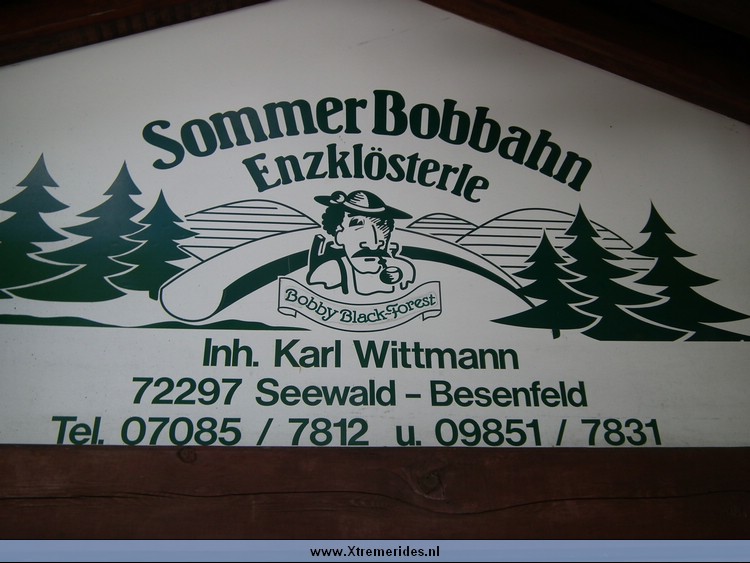 Sommer Bobbahn
Enzklösterle
Bobby Black-Forest
Inh. Karl Wittmann
72297 Seewald - Besenfeld
Tel. 07085 / 7812 u. 09851 / 7831
www.Xtremerides.nl